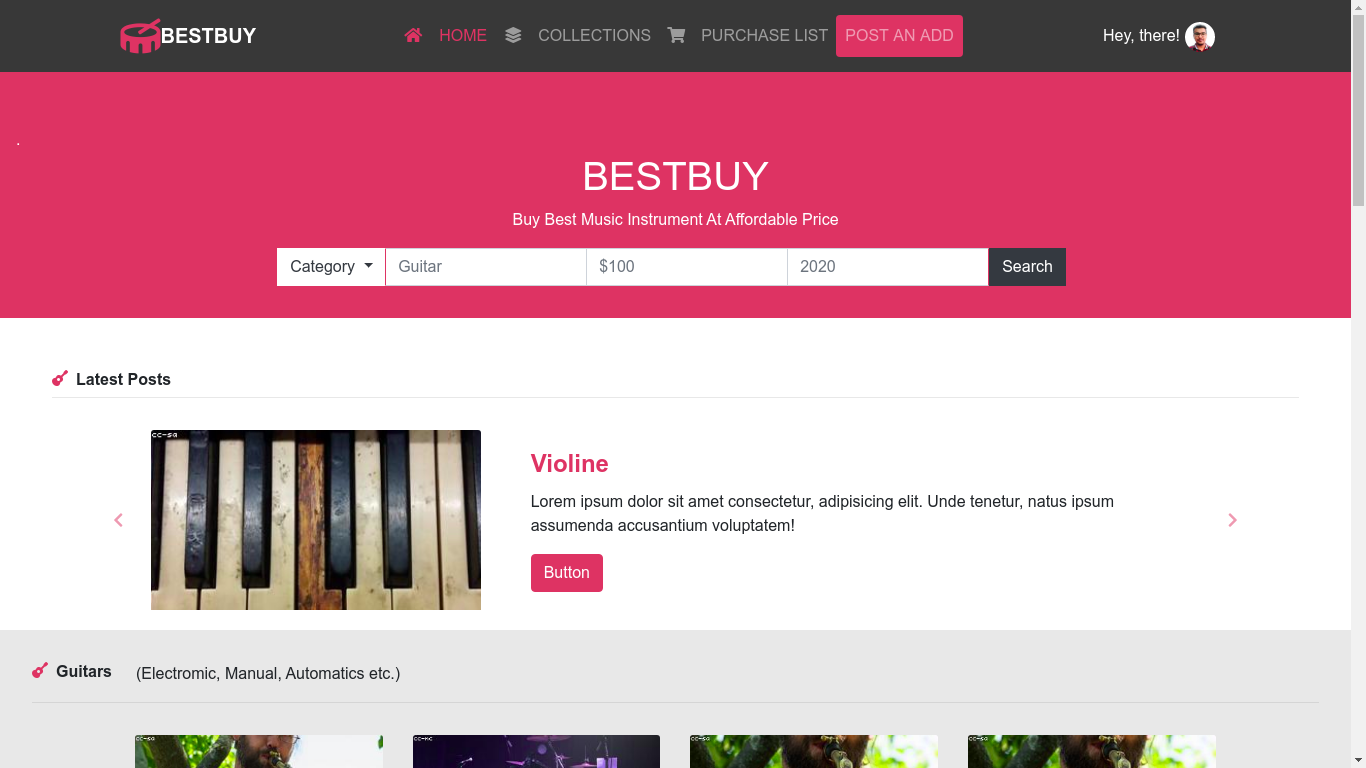 BESTBUY
HOME
COLLECTIONS
PURCHASE LIST
POST AN ADD
Hey, there!
.
BESTBUY
Buy Best Music Instrument At Affordable Price
Category
Guitar
$100
2020
Search
Latest Posts
CC-SA
Violine
Lorem ipsum dolor sit amet consectetur, adipisicing elit. Unde tenetur, natus ipsum
assumenda accusantium voluptatem!
Button
Guitars
(Electromic, Manual, Automatics etc.)
CC-SA
CC-NC
CC-SA
CC-SA